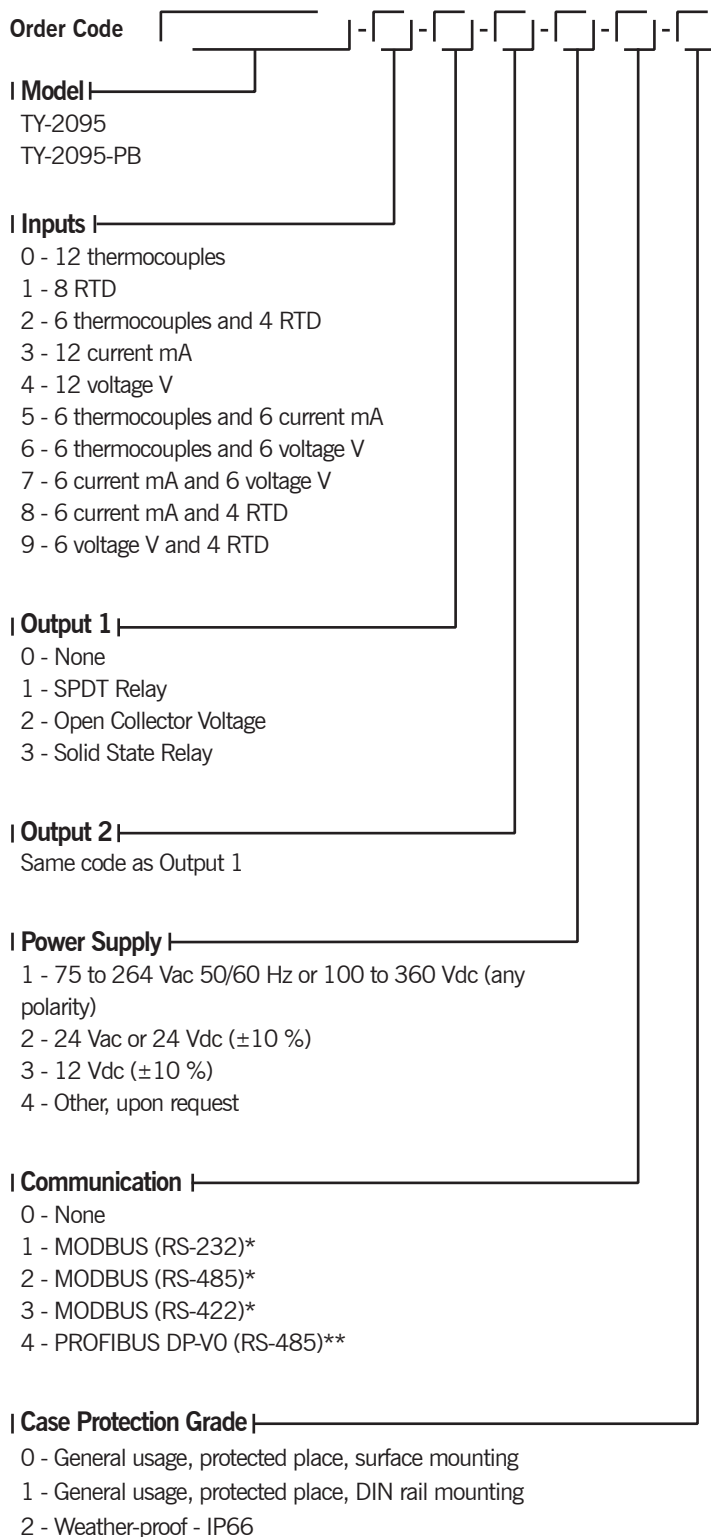 Order Code
- - - - - -
Model
TY-2095
TY-2095-PB
Inputs
0 - 12 thermocouples
1 - 8 RTD
2 - 6 thermocouples and 4 RTD
3 - 12 current mA
4 - 12 voltage V
5 - 6 thermocouples and 6 current mA
6 - 6 thermocouples and 6 voltage V
7 - 6 current mA and 6 voltage V
8 - 6 current mA and 4 RTD
9 - 6 voltage V and 4 RTD
Output 1
0 - None
1 - SPDT Relay
2 - Open Collector Voltage
3 - Solid State Relay
Output 2
Same code as Output 1
Power Supply
1 - 75 to 264 Vac 50/60 Hz or 100 to 360 Vdc (any
polarity)
2 - 24 Vac or 24 Vdc (±10 %)
3 - 12 Vdc (±10 %)
4 - Other, upon request
Communication
0 - None
1 - MODBUS (RS-232)*
2 - MODBUS (RS-485)*
3 - MODBUS (RS-422)*
4 - PROFIBUS DP-V0 (RS-485)**
Case Protection Grade
0 - General usage, protected place, surface mounting
1 - General usage, protected place, DIN rail mounting
2 - Weather-proof - IP66